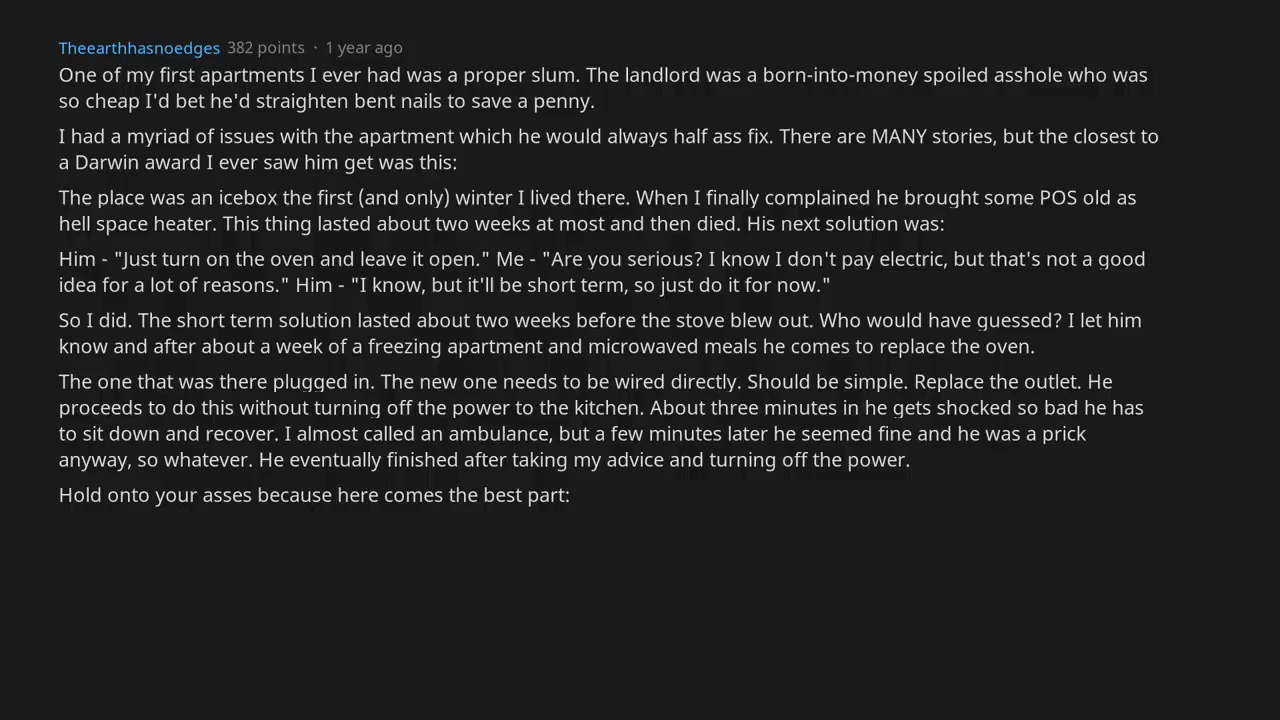 Theearthhasnoedges 382 points · 1 year ago
One of my first apartments I ever had was a proper slum. The landlord was a born-into-money spoiled asshole who was
so cheap I'd bet he'd straighten bent nails to save a penny.
I had a myriad of issues with the apartment which he would always half ass fix. There are MANY stories, but the closest to
a Darwin award I ever saw him get was this:
The place was an icebox the first (and only) winter I lived there. When I finally complained he brought some POS old as
hell space heater. This thing lasted about two weeks at most and then died. His next solution was:
Him - "Just turn on the oven and leave it open." Me - "Are you serious? I know I don't pay electric, but that's not a good
idea for a lot of reasons." Him - "I know, but it'll be short term, so just do it for now."
So I did. The short term solution lasted about two weeks before the stove blew out. Who would have guessed? I let him
know and after about a week of a freezing apartment and microwaved meals he comes to replace the oven.
The one that was there plugged in. The new one needs to be wired directly. Should be simple. Replace the outlet. He
proceeds to do this without turning off the power to the kitchen. About three minutes in he gets shocked so bad he has
to sit down and recover. I almost called an ambulance, but a few minutes later he seemed fine and he was a prick
anyway, so whatever. He eventually finished after taking my advice and turning off the power.
Hold onto your asses because here comes the best part: